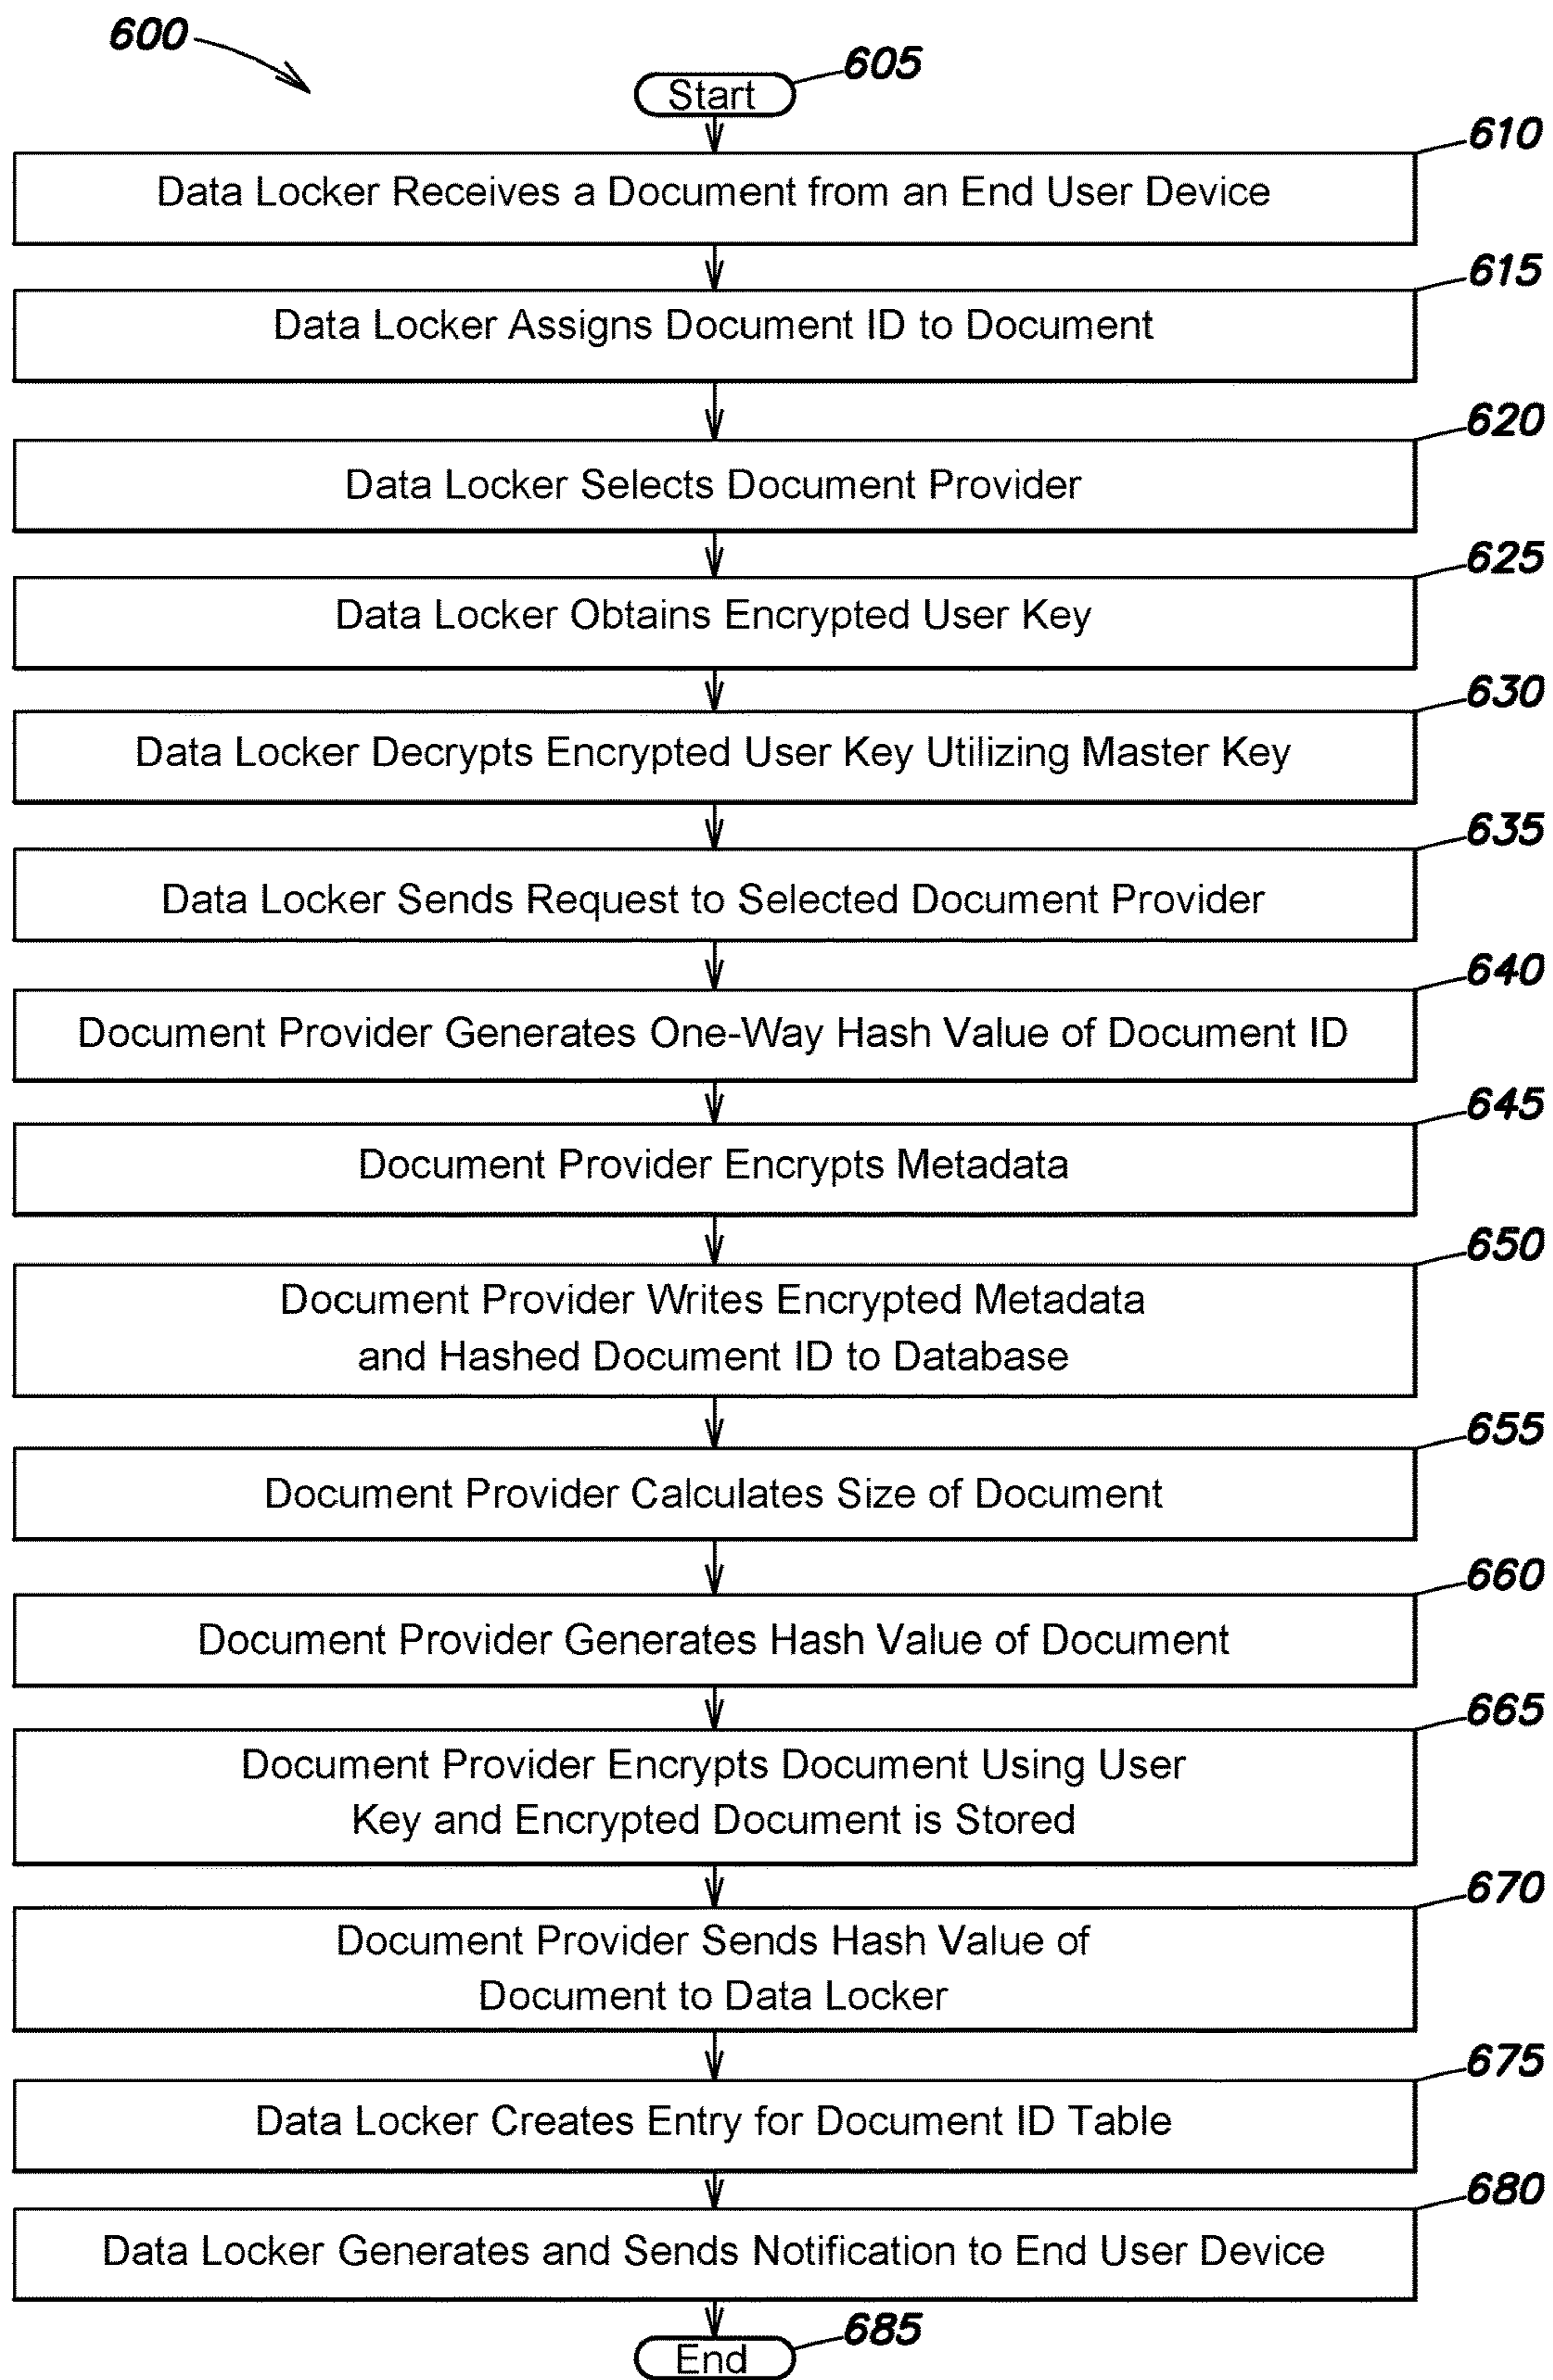 600
Start
605
610
Data Locker Receives a Document from an End User Device
615
Data Locker Assigns Document ID to Document
620
Data Locker Selects Document Provider
625
Data Locker Obtains Encrypted User Key
630
Data Locker Decrypts Encrypted User Key Utilizing Master Key
635
Data Locker Sends Request to Selected Document Provider
640
Document Provider Generates One-Way Hash Value of Document ID
645
Document Provider Encrypts Metadata
650
Document Provider Writes Encrypted Metadata
and Hashed Document ID to Database
655
Document Provider Calculates Size of Document
660
Document Provider Generates Hash Value of Document
665
Document Provider Encrypts Document Using User
Key and Encrypted Document is Stored
670
Document Provider Sends Hash Value of
Document to Data Locker
675
Data Locker Creates Entry for Document ID Table
680
Data Locker Generates and Sends Notification to End User Device
685
End